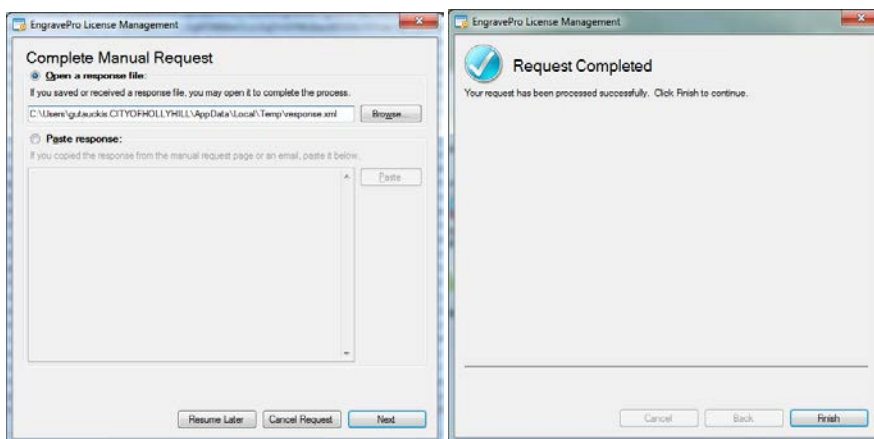 EngravePro License Management
Complete Manual Request
Open a response file:
If you saved or received a response file, you may open it to complete the process.
C:\Users\gutauckis.CITYOFHOLLYHILL\AppData\Local\Temp\response.xml
Browse...
Paste response:
If you copied the response from the manual request page or an email, paste it below.
Paste
Resume Later Cancel Request Next
EngravePro License Management
Request Completed
Your request has been processed successfully. Click Finish to continue.
Cancel Back Finish